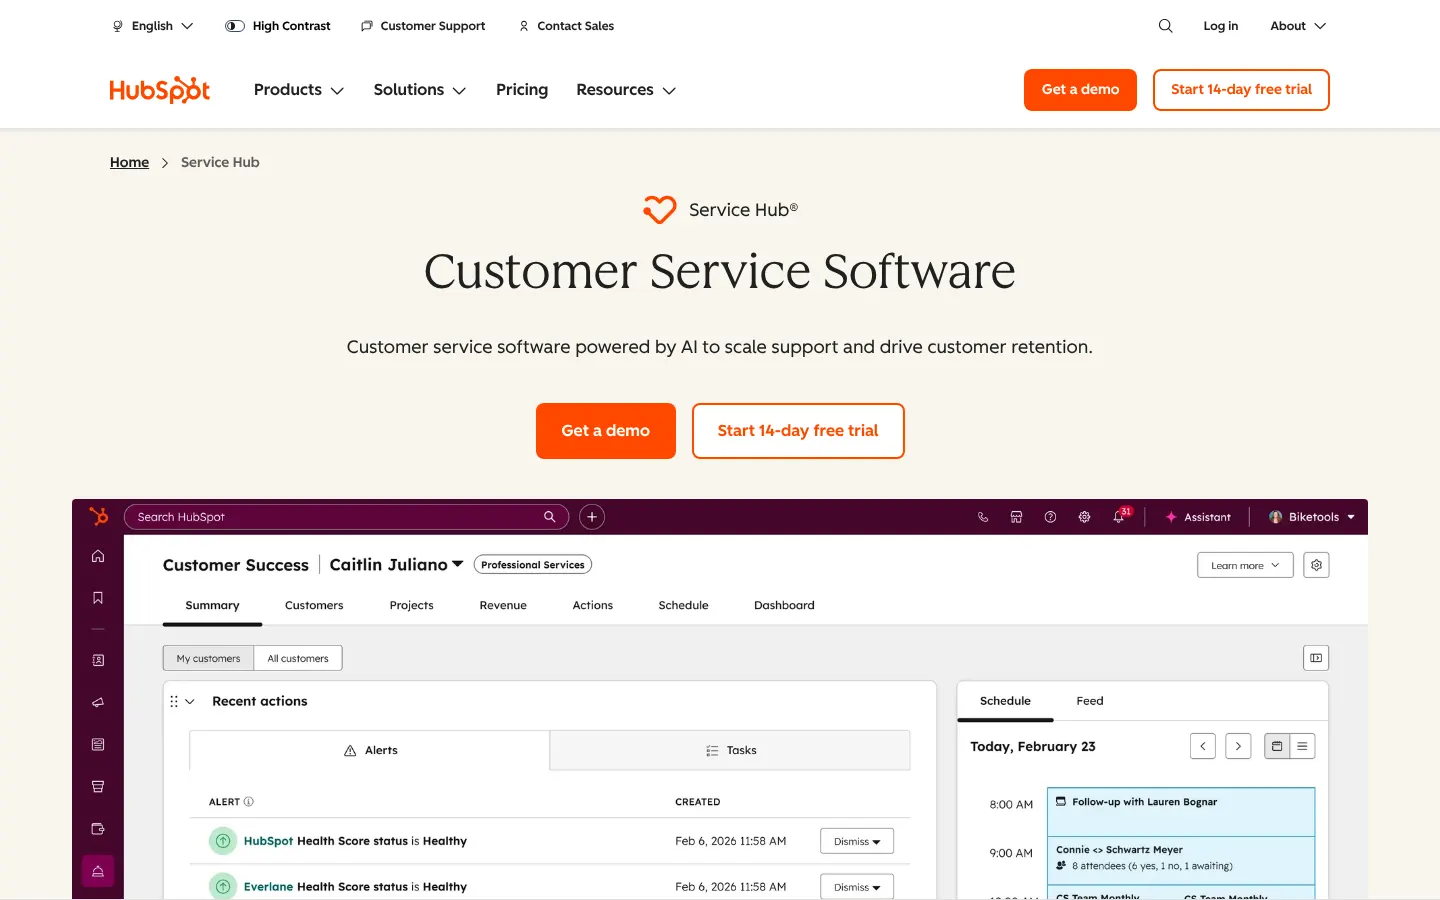 English
High Contrast
Customer Support
Contact Sales
Log in
About
HubSpot
Products
Solutions
Pricing
Resources
Get a demo
Start 14-day free trial
Home > Service Hub
Service Hub®
Customer Service Software
Customer service software powered by AI to scale support and drive customer retention.
Get a demo
Start 14-day free trial
Search HubSpot
31
Assistant
Biketools
Customer Success
Caitlin Juliano
Professional Services
Learn more
Summary
Customers
Projects
Revenue
Actions
Schedule
Dashboard
My customers
All customers
Recent actions
Schedule
Feed
Alerts
Tasks
Today, February 23
ALERT
CREATED
8:00 AM
Follow-up with Lauren Bognar
HubSpot Health Score status is Healthy
Feb 6, 2026 11:58 AM
Dismiss
9:00 AM
Connie <> Schwartz Meyer
8 attendees (6 yes, 1 no, 1 awaiting)
Everlane Health Score status is Healthy
Feb 6, 2026 11:58 AM
Dismiss
CS Team Monthly
CS Team Monthly